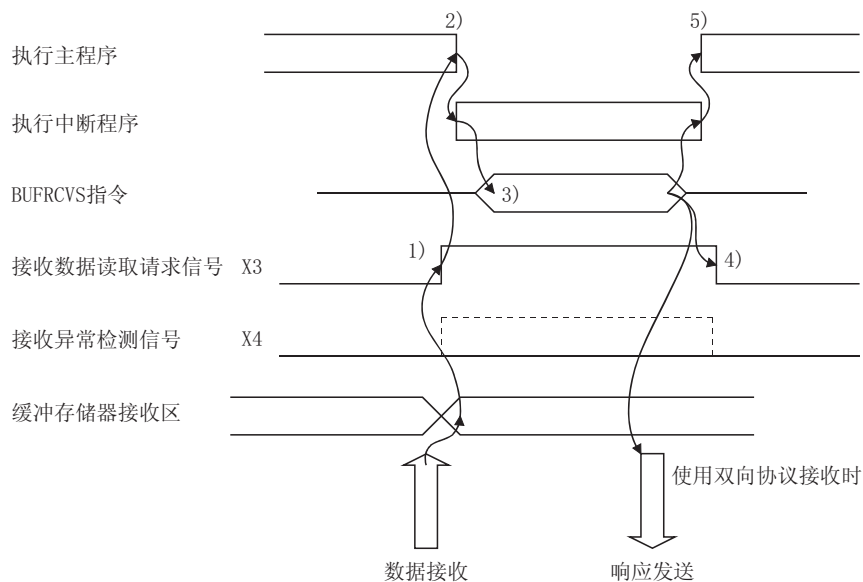 2)
5)
执行主程序
执行中断程序
BUFRCVS指令
3)
1)
接收数据读取请求信号 X3
4)
接收异常检测信号 X4
缓冲存储器接收区
使用双向协议接收时
数据接收
响应发送